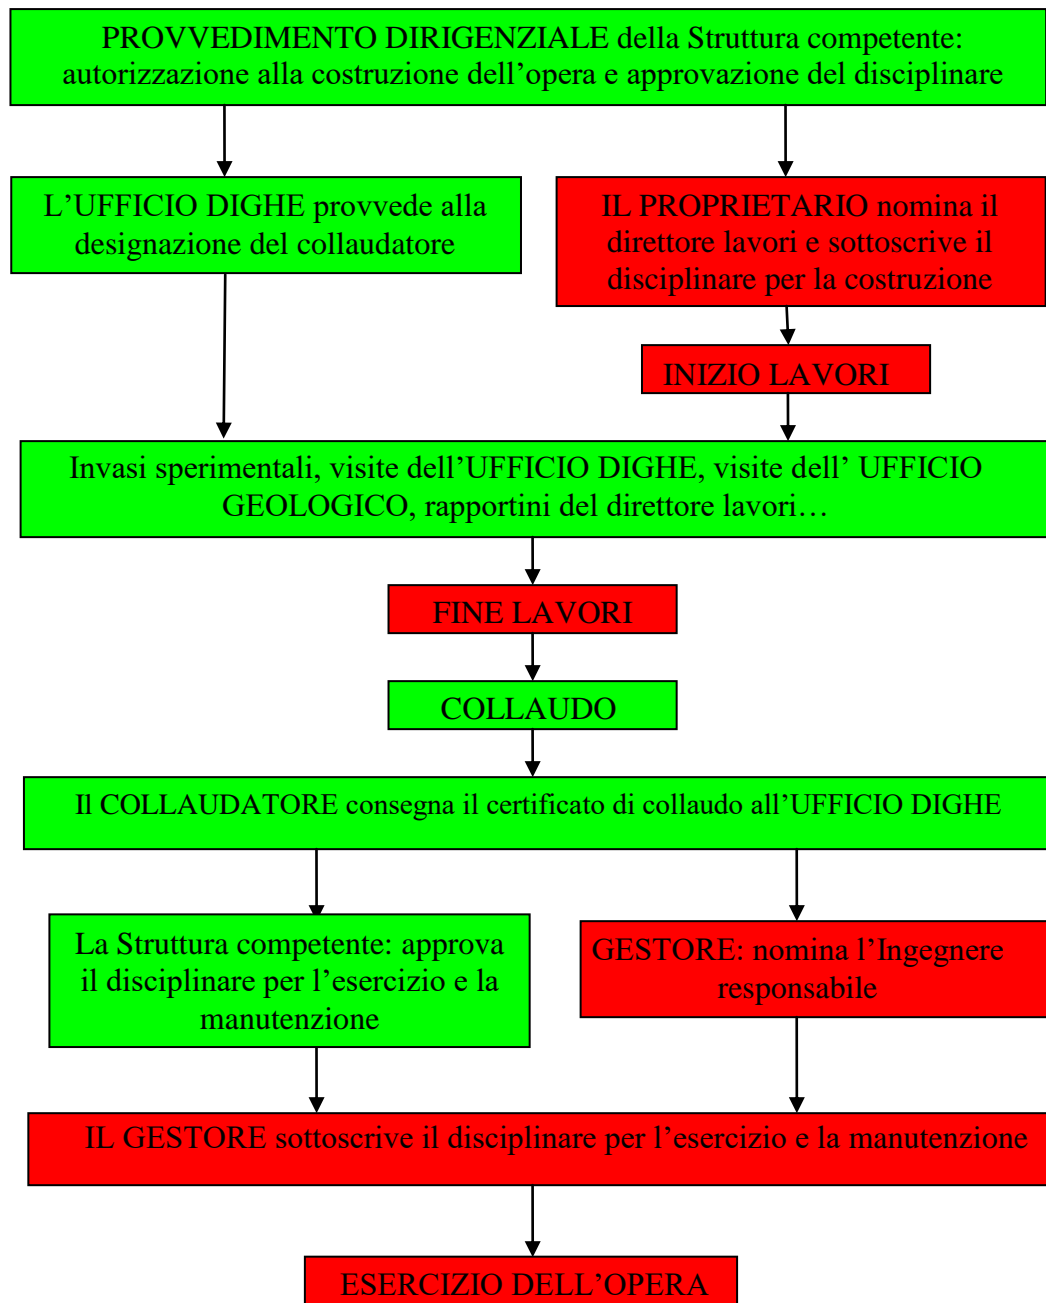 PROVVEDIMENTO DIRIGENZIALE della Struttura competente:
autorizzazione alla costruzione dell’opera e approvazione del disciplinare
L’UFFICIO DIGHE provvede alla
designazione del collaudatore
IL PROPRIETARIO nomina il
direttore lavori e sottoscrive il
disciplinare per la costruzione
INIZIO LAVORI
Invasi sperimentali, visite dell’UFFICIO DIGHE, visite dell’ UFFICIO
GEOLOGICO, rapportini del direttore lavori…
FINE LAVORI
COLLAUDO
Il COLLAUDATORE consegna il certificato di collaudo all’UFFICIO DIGHE
La Struttura competente: approva
il disciplinare per l’esercizio e la
manutenzione
GESTORE: nomina l’Ingegnere
responsabile
IL GESTORE sottoscrive il disciplinare per l’esercizio e la manutenzione
ESERCIZIO DELL’OPERA